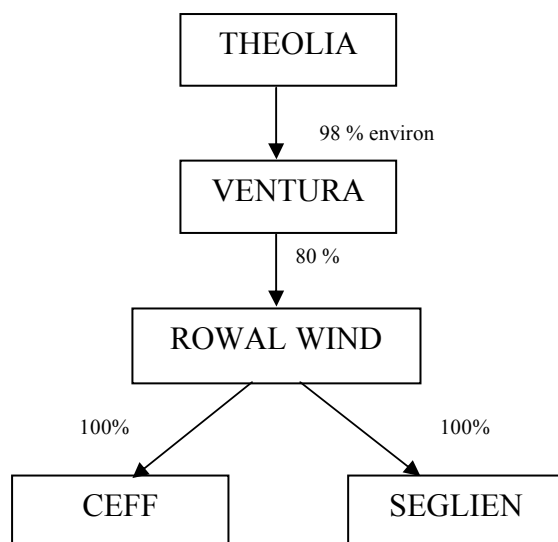 THEOLIA
98 % environ
VENTURA
80 %
ROWAL WIND
100%
100%
CEFF
SEGLIEN